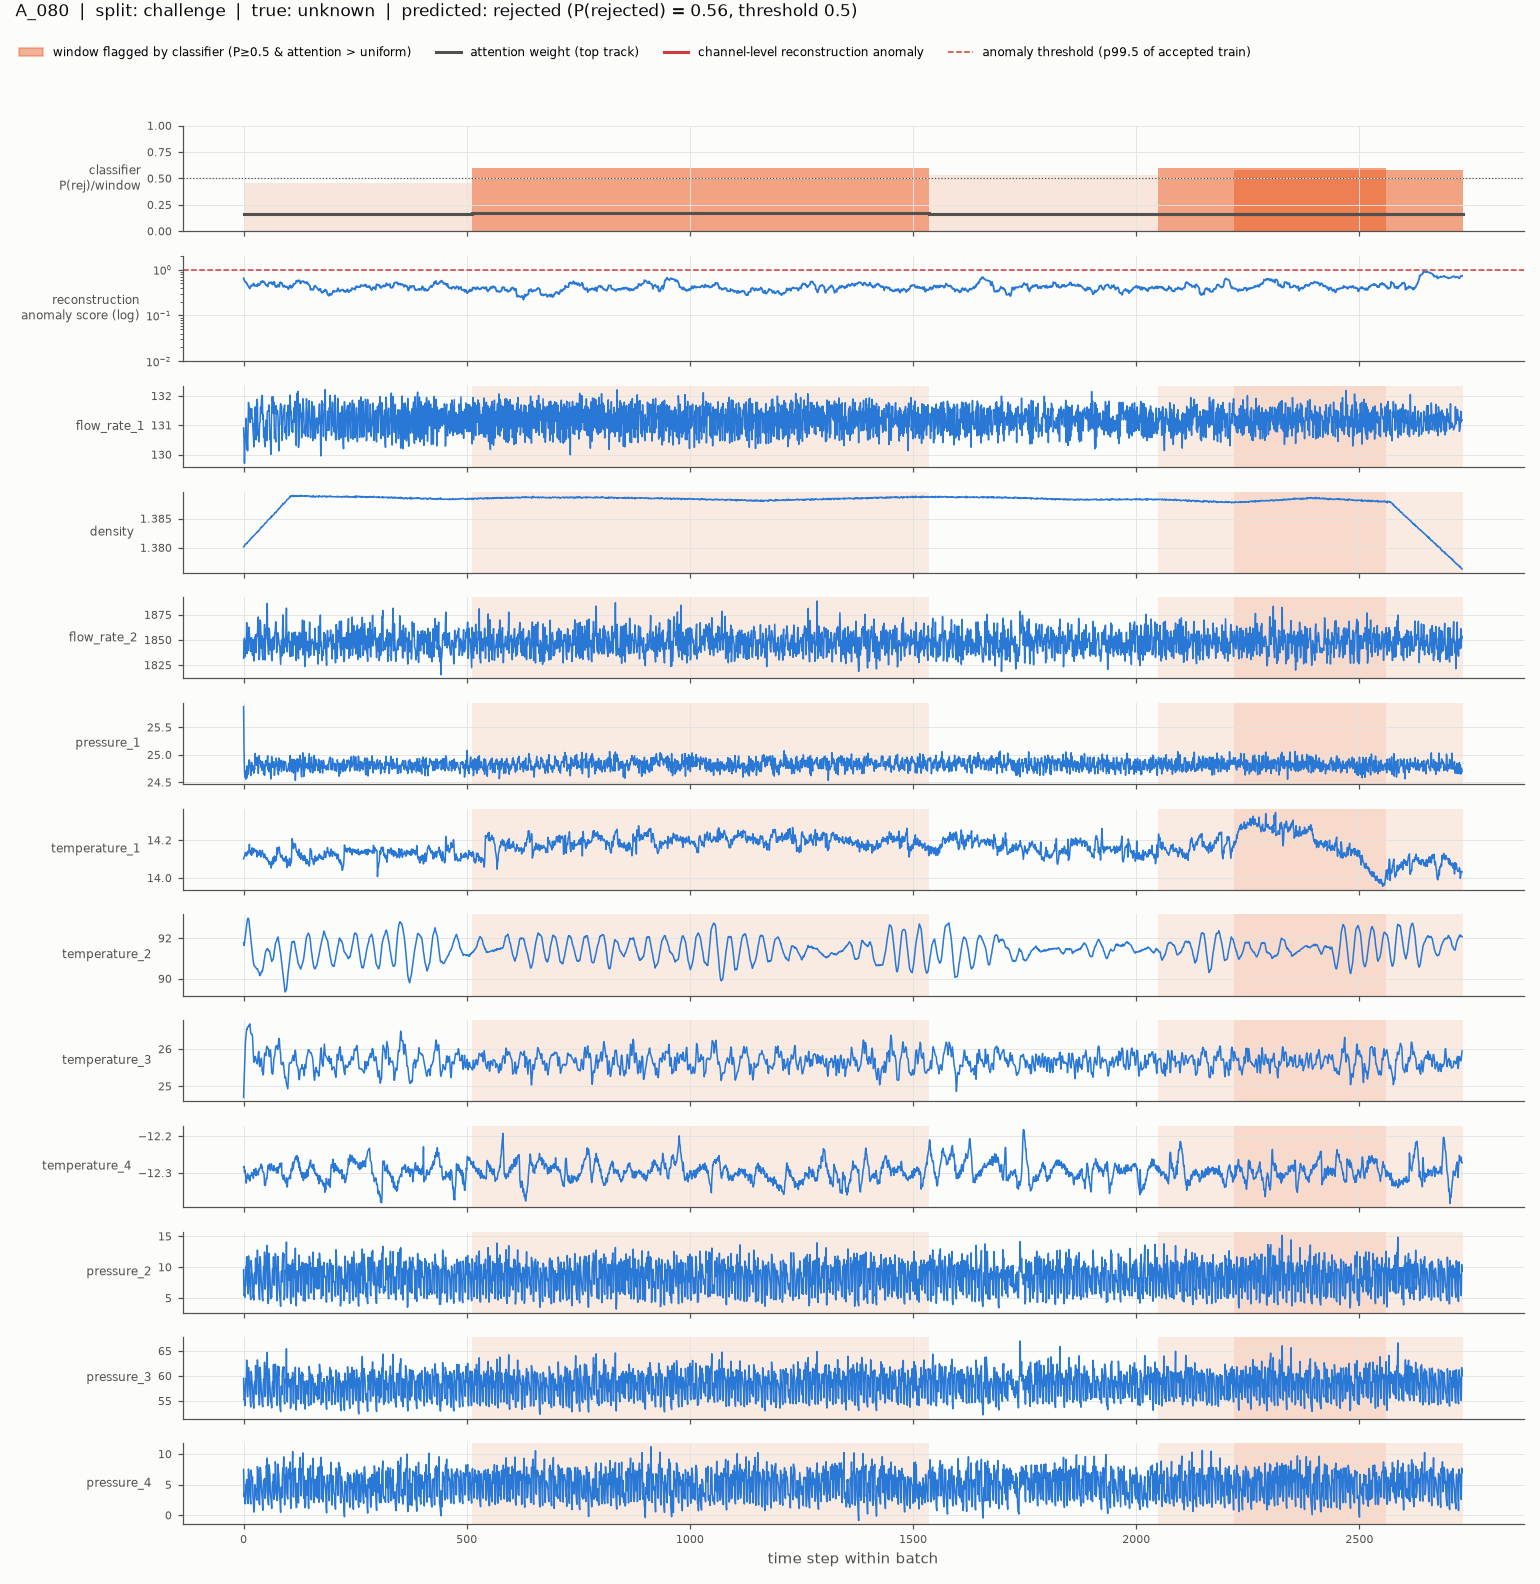 A_080 | split: challenge | true: unknown | predicted: rejected (P(rejected) = 0.56, threshold 0.5)
window flagged by classifier (P≥0.5 & attention > uniform) attention weight (top track) channel-level reconstruction anomaly anomaly threshold (p99.5 of accepted train)
1.00
0.75
classifier
P(rej)/window
0.50
0.25
0.00
10⁰
reconstruction
anomaly score (log)
10⁻¹
10⁻²
132
flow_rate_1 131
130
1.385
density
1.380
1875
flow_rate_2 1850
1825
25.5
pressure_1
25.0
24.5
14.2
temperature_1
14.0
92
temperature_2
90
26
temperature_3
25
−12.2
temperature_4
−12.3
15
pressure_2 10
5
65
pressure_3 60
55
10
pressure_4 5
0
0 500 1000 1500 2000 2500
time step within batch